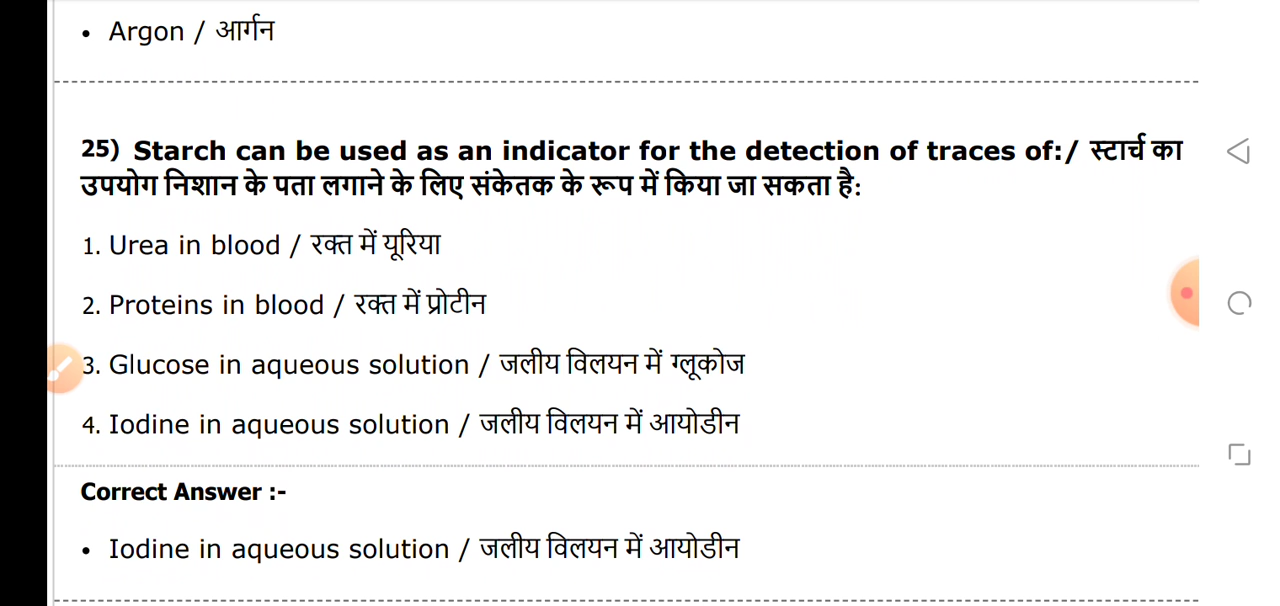 • Argon / आर्गन
25) Starch can be used as an indicator for the detection of traces of:/ स्टार्च का
उपयोग निशान के पता लगाने के लिए संकेतक के रूप में किया जा सकता है:
1. Urea in blood / रक्त में यूरिया
2. Proteins in blood / रक्त में प्रोटीन
3. Glucose in aqueous solution / जलीय विलयन में ग्लूकोज
4. Iodine in aqueous solution / जलीय विलयन में आयोडीन
Correct Answer :-
• Iodine in aqueous solution / जलीय विलयन में आयोडीन